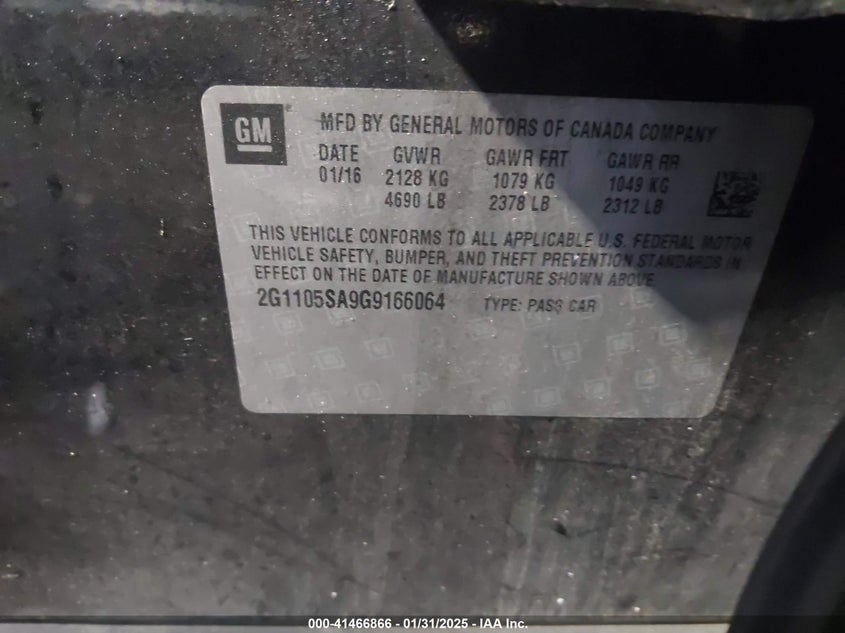 GM ®
MFD BY GENERAL MOTORS OF CANADA COMPANY
DATE GVWR GAWR FRT GAWR RR
01/16 2128 KG 1079 KG 1049 KG
4690 LB 2378 LB 2312 LB
THIS VEHICLE CONFORMS TO ALL APPLICABLE U.S. FEDERAL MOTOR
VEHICLE SAFETY, BUMPER, AND THEFT PREVENTION STANDARDS IN
EFFECT ON THE DATE OF MANUFACTURE SHOWN ABOVE
2G1105SA9G9166064 TYPE: PASS CAR
000-41466866 - 01/31/2025 - IAA Inc.